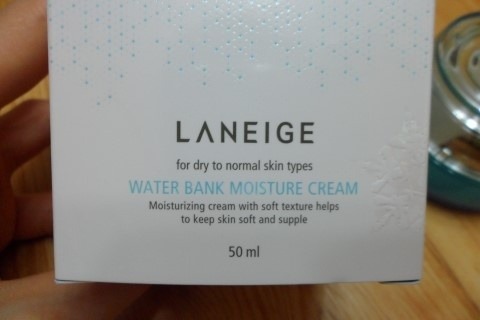 LANEIGE
for dry to normal skin types
WATER BANK MOISTURE CREAM
Moisturizing cream with soft texture helps
to keep skin soft and supple
50 ml